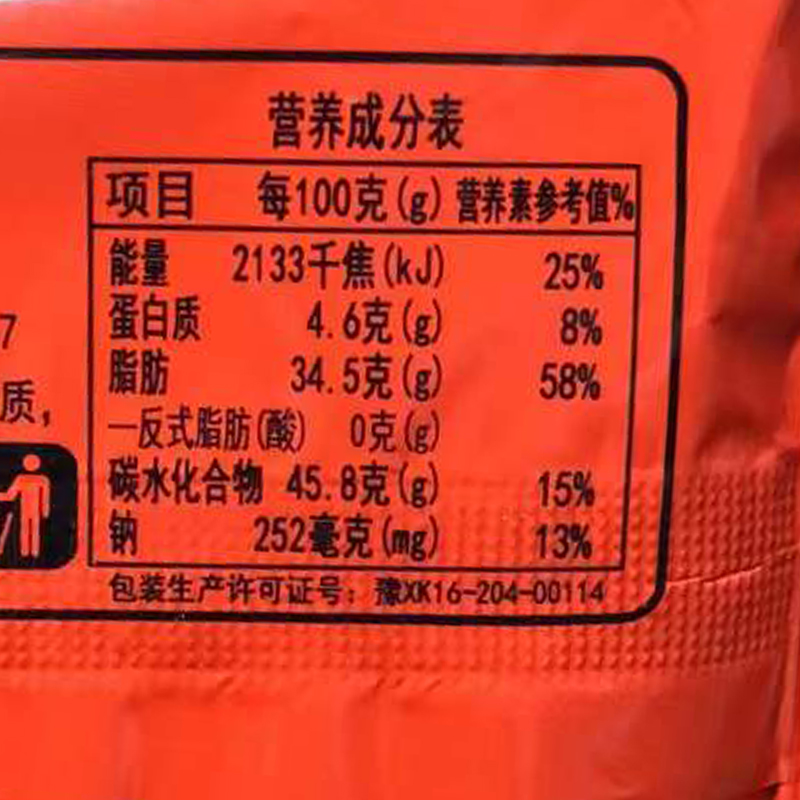 营养成分表
项目 每100克(g) 营养素参考值%
能量 2133千焦(kJ) 25%
蛋白质 4.6克(g) 8%
脂肪 34.5克(g) 58%
—反式脂肪(酸) 0克(g)
碳水化合物 45.8克(g) 15%
钠 252毫克(mg) 13%
包装生产许可证号：豫XK16-204-00114
7
质，